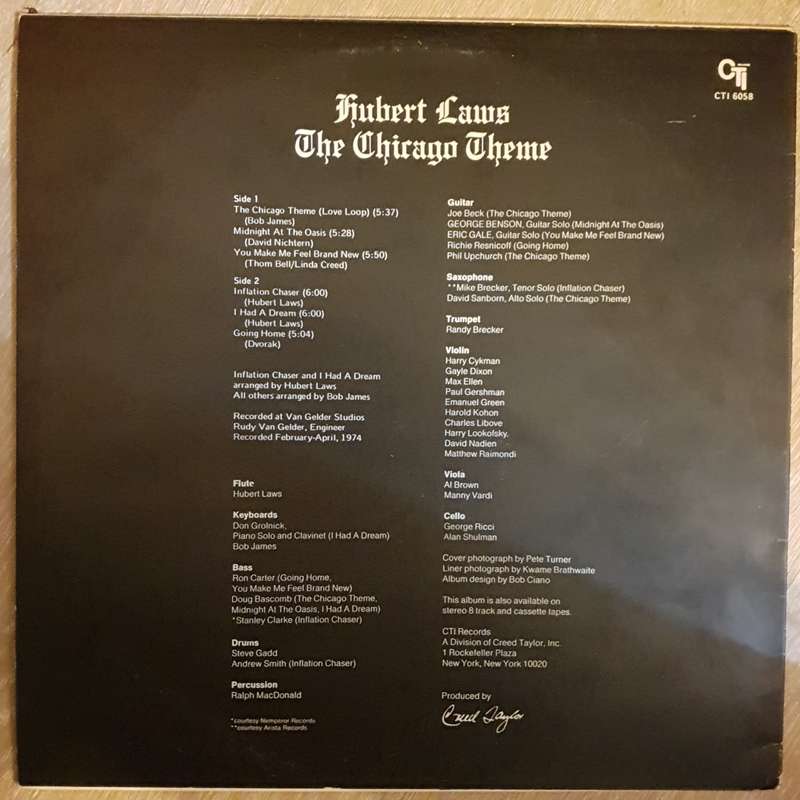 CTI
CTI 6058
Hubert Laws
The Chicago Theme
Side 1
The Chicago Theme (Love Loop) (5:37)
(Bob James)
Midnight At The Oasis (5:28)
(David Nichtern)
You Make Me Feel Brand New (5:50)
(Thom Bell/Linda Creed)
Side 2
Inflation Chaser (6:00)
(Hubert Laws)
I Had A Dream (6:00)
(Hubert Laws)
Going Home (5:04)
(Dvorak)
Inflation Chaser and I Had A Dream
arranged by Hubert Laws
All others arranged by Bob James
Recorded at Van Gelder Studios
Rudy Van Gelder, Engineer
Recorded February-April, 1974
Flute
Hubert Laws
Keyboards
Don Grolnick,
Piano Solo and Clavinet (I Had A Dream)
Bob James
Bass
Ron Carter (Going Home,
You Make Me Feel Brand New)
Doug Bascomb (The Chicago Theme,
Midnight At The Oasis, I Had A Dream)
*Stanley Clarke (Inflation Chaser)
Drums
Steve Gadd
Andrew Smith (Inflation Chaser)
Percussion
Ralph MacDonald
*courtesy Nemperor Records
**courtesy Arista Records
Guitar
Joe Beck (The Chicago Theme)
GEORGE BENSON, Guitar Solo (Midnight At The Oasis)
ERIC GALE, Guitar Solo (You Make Me Feel Brand New)
Richie Resnicoff (Going Home)
Phil Upchurch (The Chicago Theme)
Saxophone
**Mike Brecker, Tenor Solo (Inflation Chaser)
David Sanborn, Alto Solo (The Chicago Theme)
Trumpet
Randy Brecker
Violin
Harry Cykman
Gayle Dixon
Max Ellen
Paul Gershman
Emanuel Green
Harold Kohon
Charles Libove
Harry Lookofsky.
David Nadien
Matthew Raimondi
Viola
Al Brown
Manny Vardi
Cello
George Ricci
Alan Shulman
Cover photograph by Pete Turner
Liner photograph by Kwame Brathwaite
Album design by Bob Ciano
This album is also available on
stereo 8 track and cassette tapes.
CTI Records
A Division of Creed Taylor, Inc.
1 Rockefeller Plaza
New York, New York 10020
Produced by
Creed Taylor